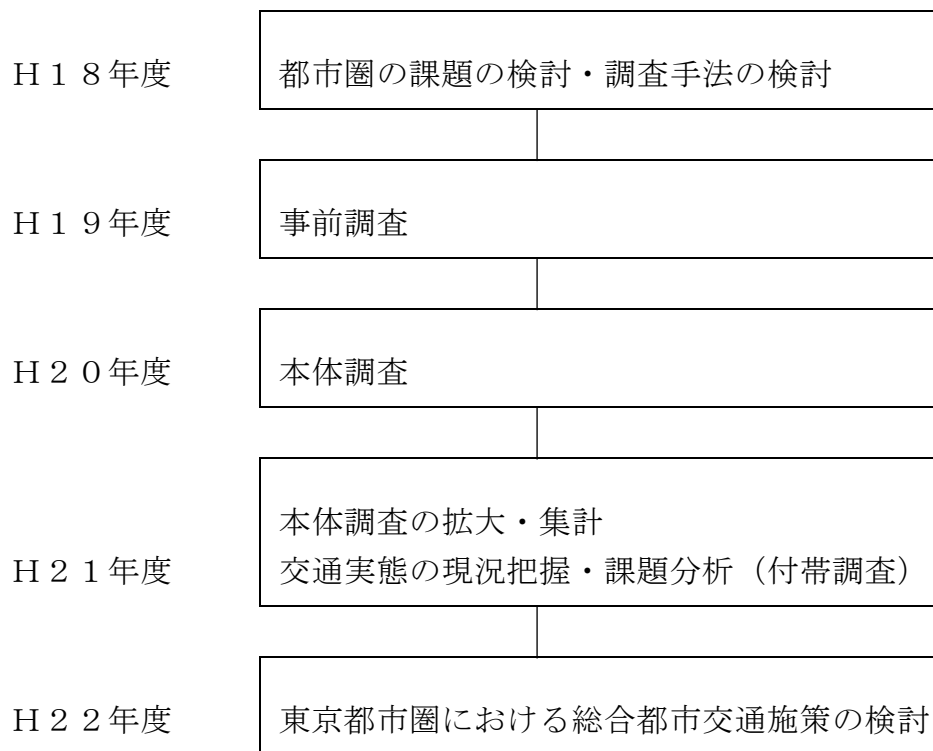 H18年度
都市圏の課題の検討・調査手法の検討
H19年度
事前調査
H20年度
本体調査
H21年度
本体調査の拡大・集計
交通実態の現況把握・課題分析（付帯調査）
H22年度
東京都市圏における総合都市交通施策の検討